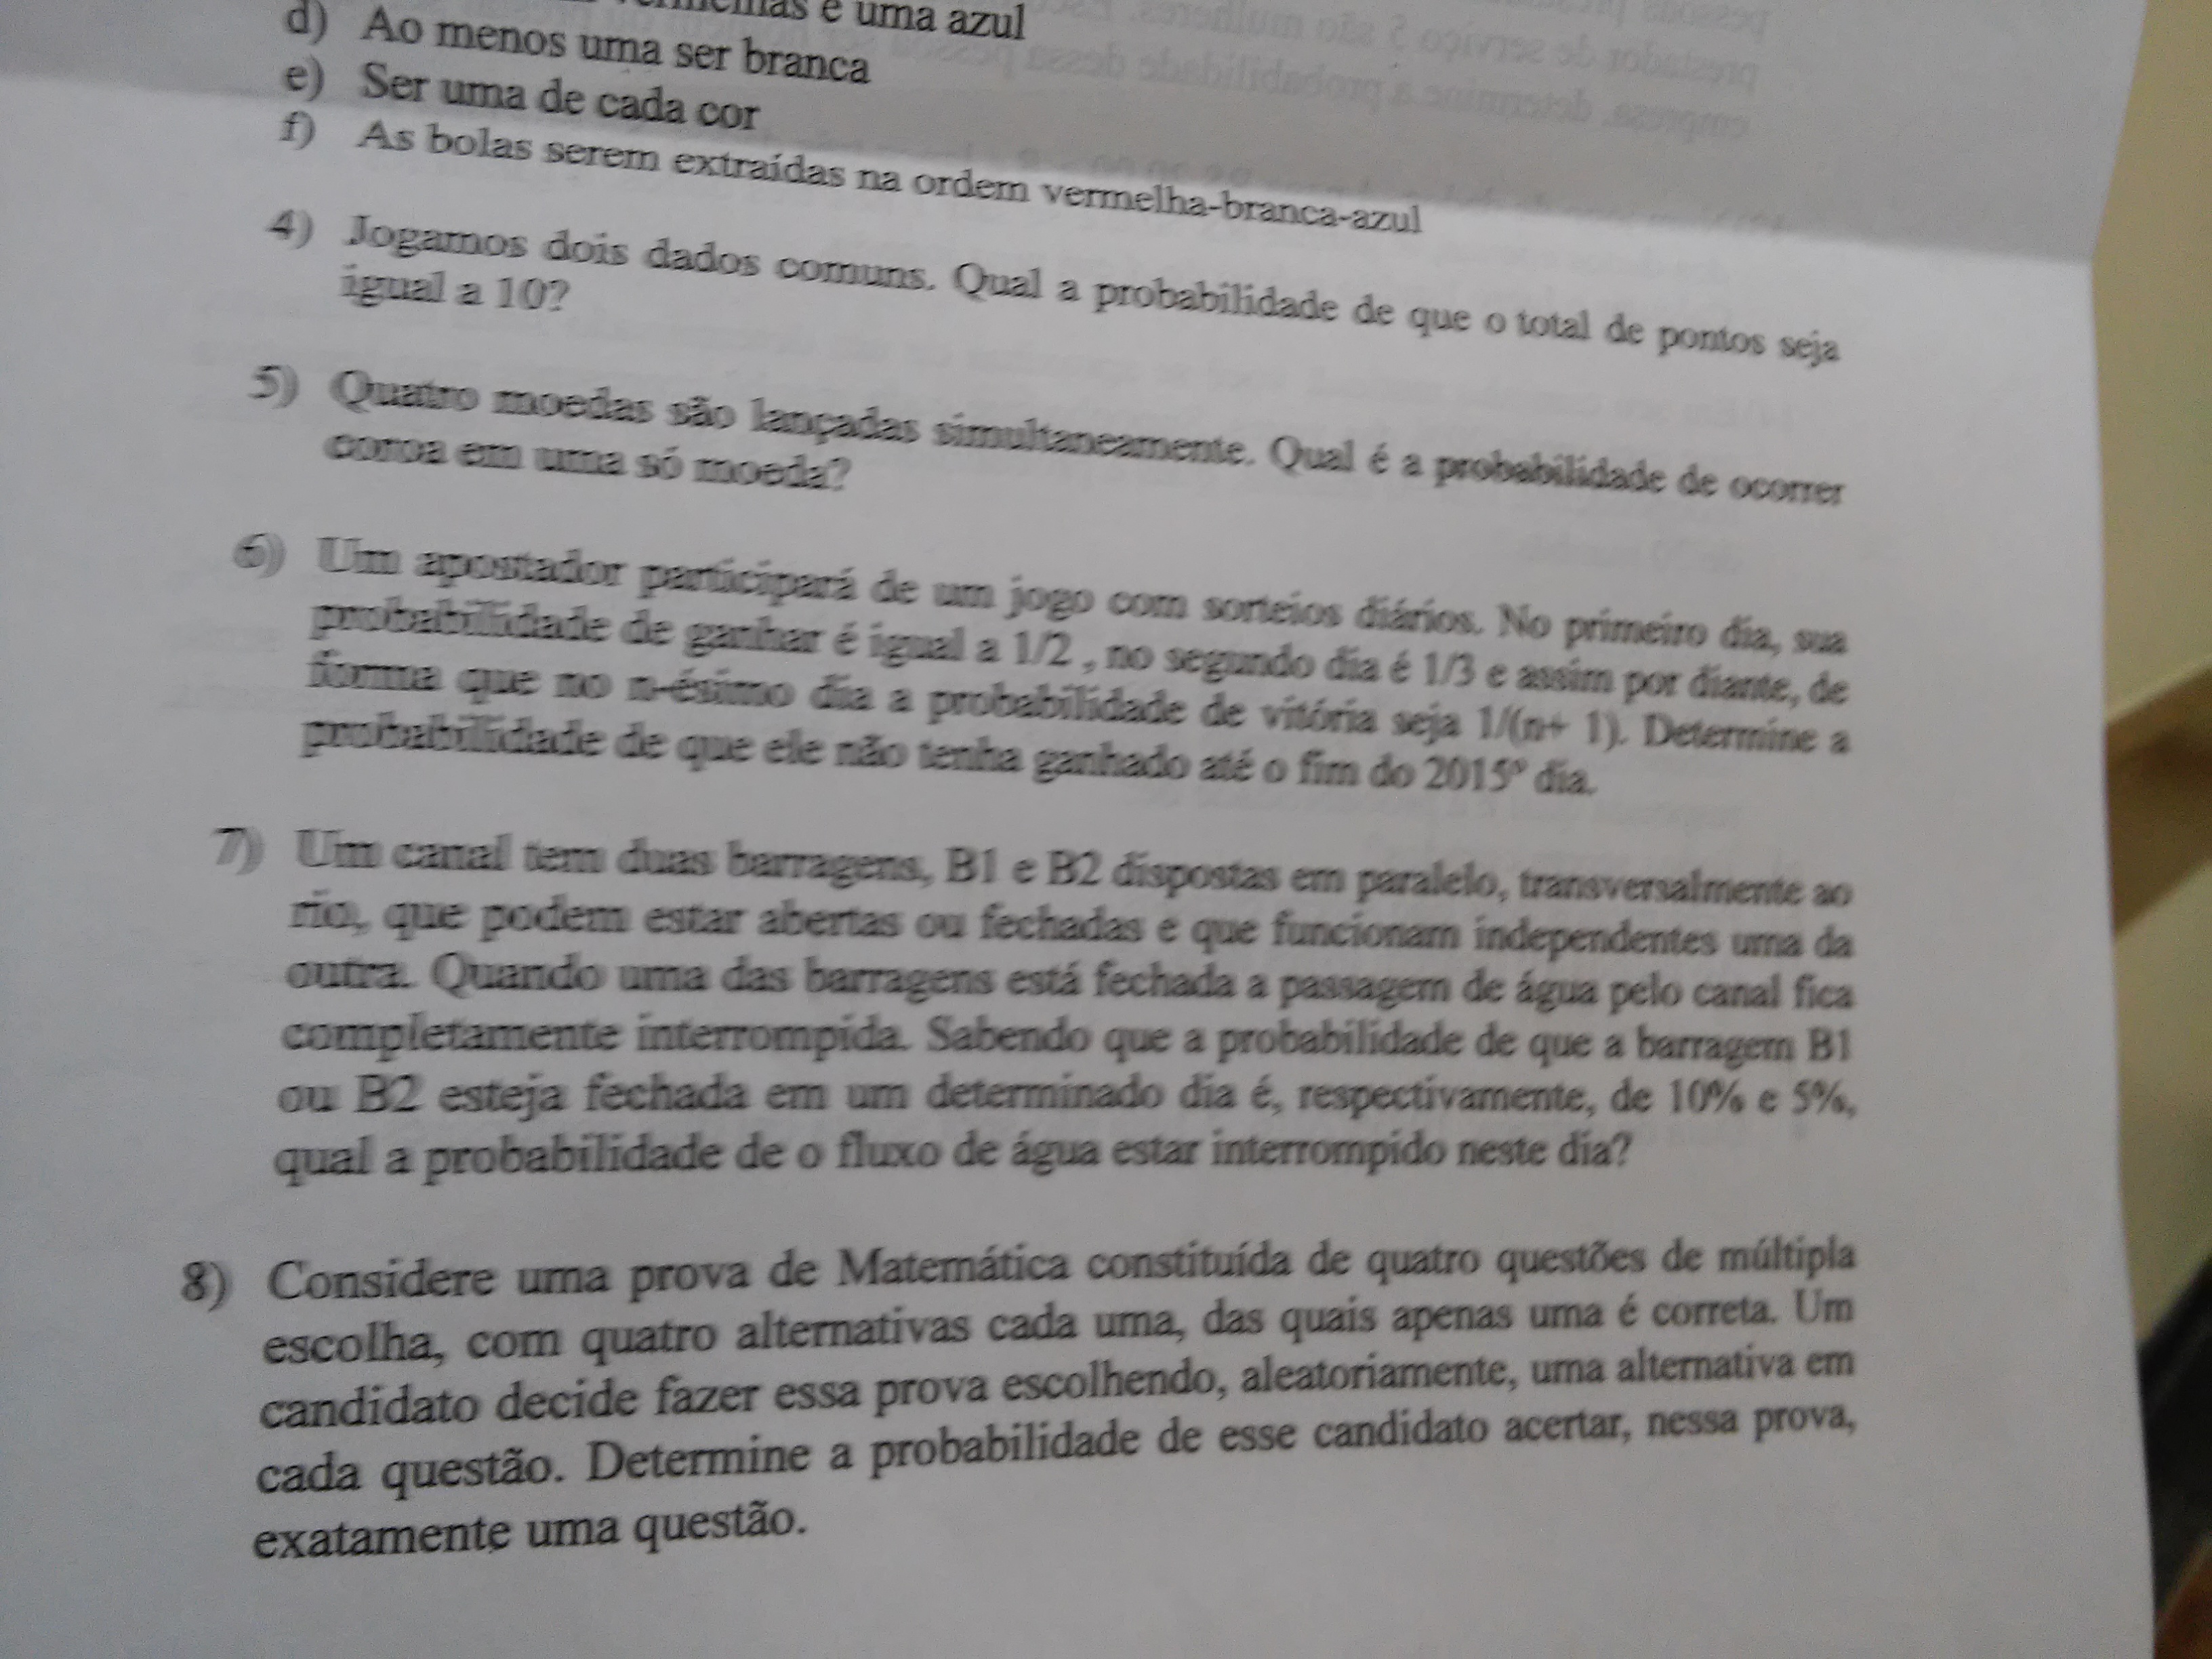 e uma azul
d) Ao menos uma ser branca
e) Ser uma de cada cor
f) As bolas serem extraídas na ordem vermelha-branca-azul
4) Jogamos dois dados comuns. Qual a probabilidade de que o total de pontos seja
igual a 10?
5) Quatro moedas são lançadas simultaneamente. Qual é a probabilidade de ocorrer
coroa em uma só moeda?
6) Um apostador participará de um jogo com sorteios diários. No primeiro dia, sua
probabilidade de ganhar é igual a 1/2 , no segundo dia é 1/3 e assim por diante, de
forma que no n-ésimo dia a probabilidade de vitória seja 1/(n+ 1). Determine a
probabilidade de que ele não tenha ganhado até o fim do 2015º dia.
7) Um canal tem duas barragens, B1 e B2 dispostas em paralelo, transversalmente ao
rio, que podem estar abertas ou fechadas e que funcionam independentes uma da
outra. Quando uma das barragens está fechada a passagem de água pelo canal fica
completamente interrompida. Sabendo que a probabilidade de que a barragem B1
ou B2 esteja fechada em um determinado dia é, respectivamente, de 10% e 5%,
qual a probabilidade de o fluxo de água estar interrompido neste dia?
8) Considere uma prova de Matemática constituída de quatro questões de múltipla
escolha, com quatro alternativas cada uma, das quais apenas uma é correta. Um
candidato decide fazer essa prova escolhendo, aleatoriamente, uma alternativa em
cada questão. Determine a probabilidade de esse candidato acertar, nessa prova,
exatamente uma questão.